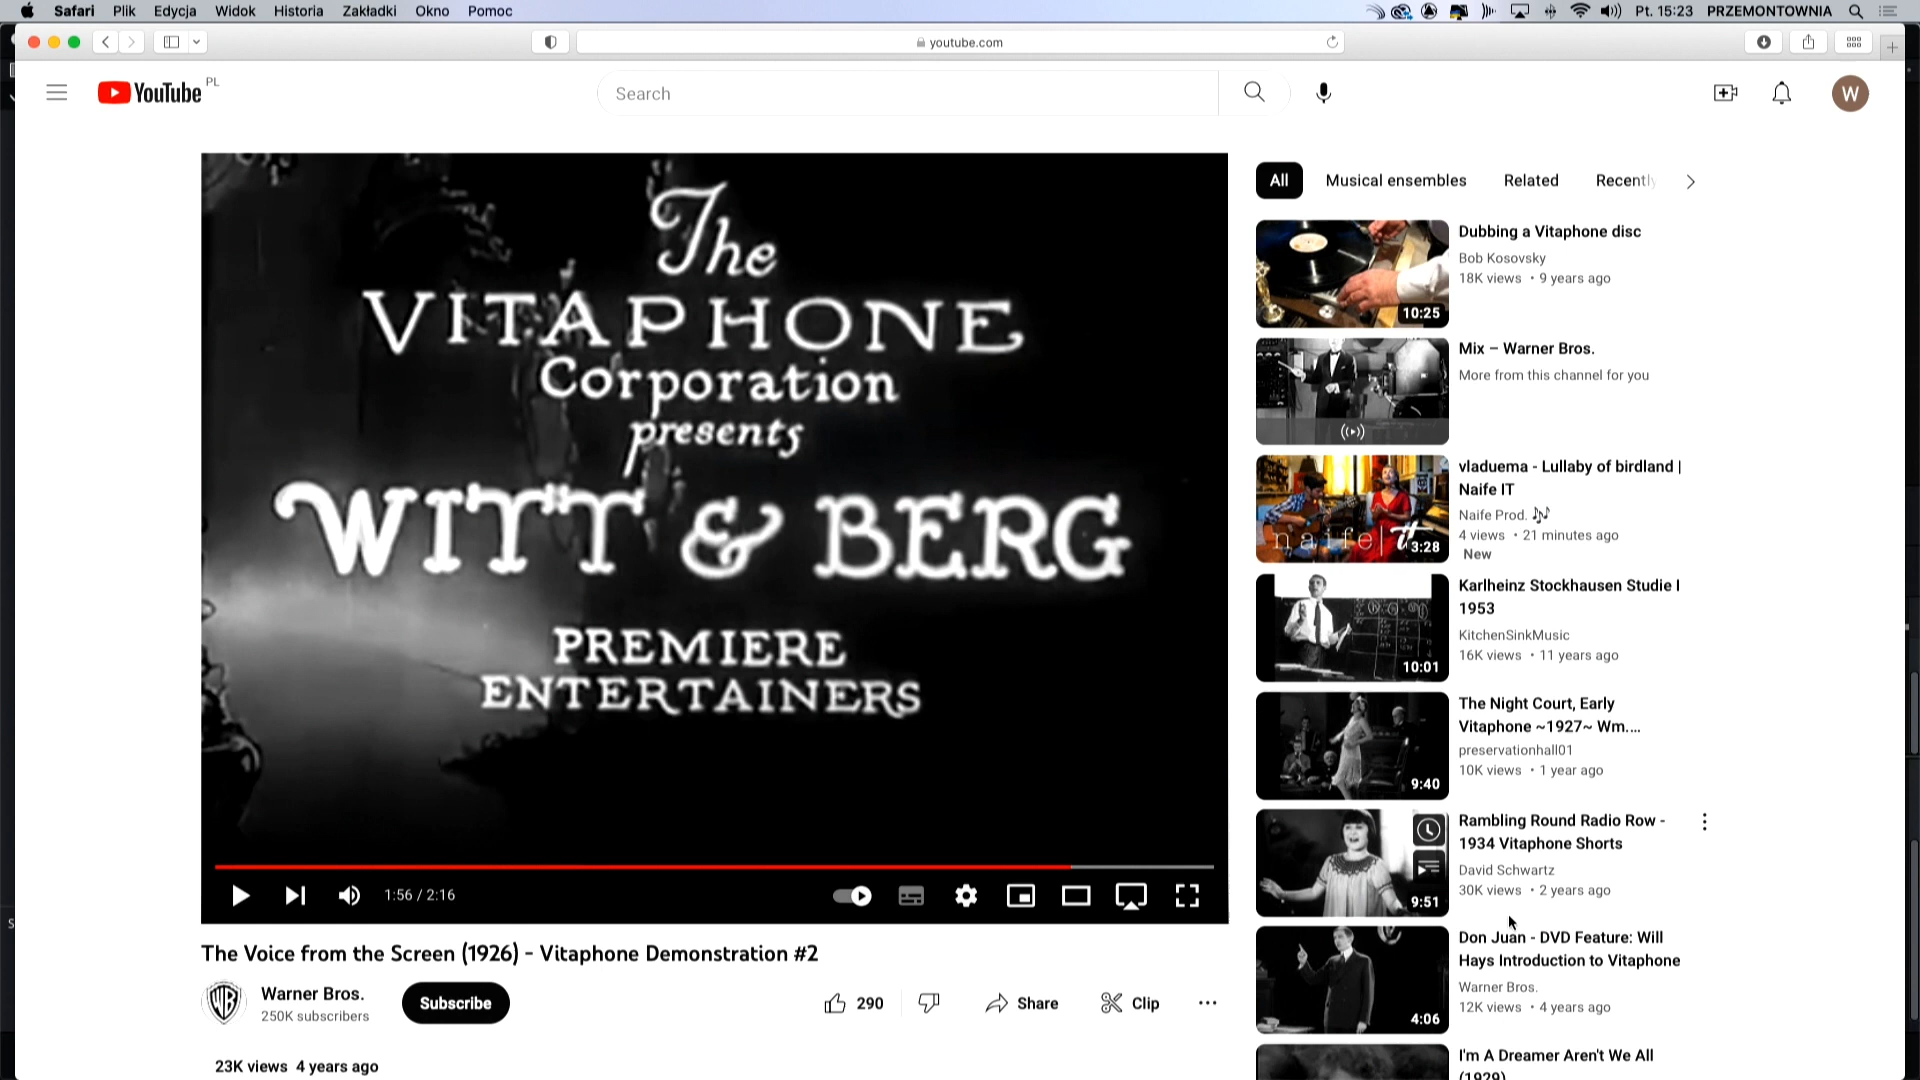 Safari Plik Edycja Widok Historia Zakładki Okno Pomoc
Pt. 15:23 PRZEMONTOWNIA
youtube.com
YouTube PL
Search
W
The
VITAPHONE
Corporation
presents
WITT & BERG
PREMIERE
ENTERTAINERS
1:56 / 2:16
The Voice from the Screen (1926) - Vitaphone Demonstration #2
Warner Bros.
250K subscribers
Subscribe
290
Share
Clip
23K views 4 years ago
All Musical ensembles Related Recently
10:25
Dubbing a Vitaphone disc
Bob Kosovsky
18K views • 9 years ago
Mix – Warner Bros.
More from this channel for you
naife|IT
3:28
vladuema - Lullaby of birdland |
Naife IT
Naife Prod.
4 views • 21 minutes ago
New
10:01
Karlheinz Stockhausen Studie I
1953
KitchenSinkMusic
16K views • 11 years ago
9:40
The Night Court, Early
Vitaphone ~1927~ Wm....
preservationhall01
10K views • 1 year ago
9:51
Rambling Round Radio Row -
1934 Vitaphone Shorts
David Schwartz
30K views • 2 years ago
4:06
Don Juan - DVD Feature: Will
Hays Introduction to Vitaphone
Warner Bros.
12K views • 4 years ago
I'm A Dreamer Aren't We All
(1929)